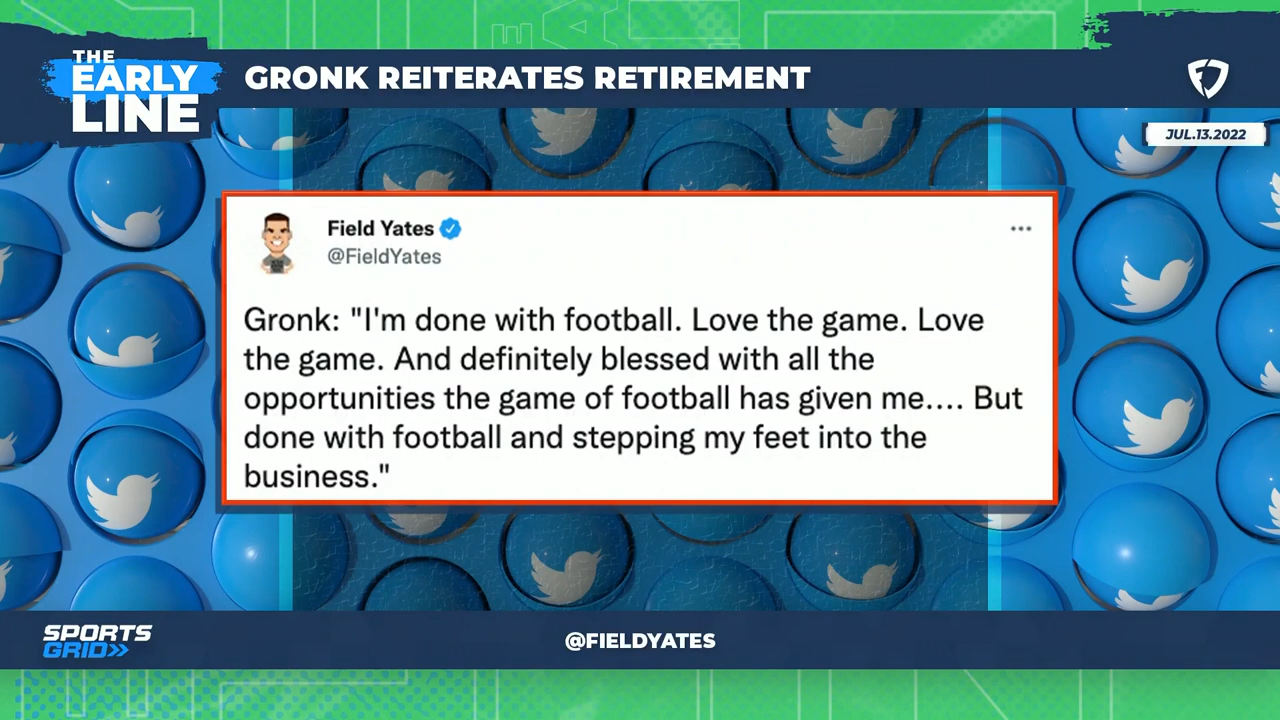 THE
EARLY
LINE
GRONK REITERATES RETIREMENT
JUL.13.2022
Field Yates
@FieldYates
Gronk: "I'm done with football. Love the game. Love
the game. And definitely blessed with all the
opportunities the game of football has given me.... But
done with football and stepping my feet into the
business."
SPORTS
GRID
@FIELDYATES